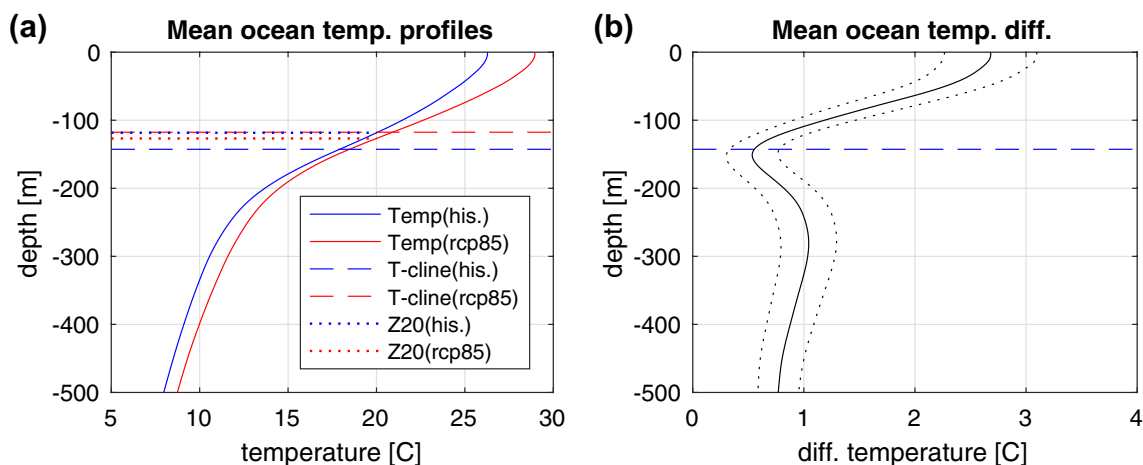 (a)
Mean ocean temp. profiles
0
-100
-200
-300
-400
-500
depth [m]
5
10
15
20
25
30
temperature [C]
Temp(his.)
Temp(rcp85)
T-cline(his.)
T-cline(rcp85)
Z20(his.)
Z20(rcp85)
(b)
Mean ocean temp. diff.
0
-100
-200
-300
-400
-500
depth [m]
0
1
2
3
4
diff. temperature [C]